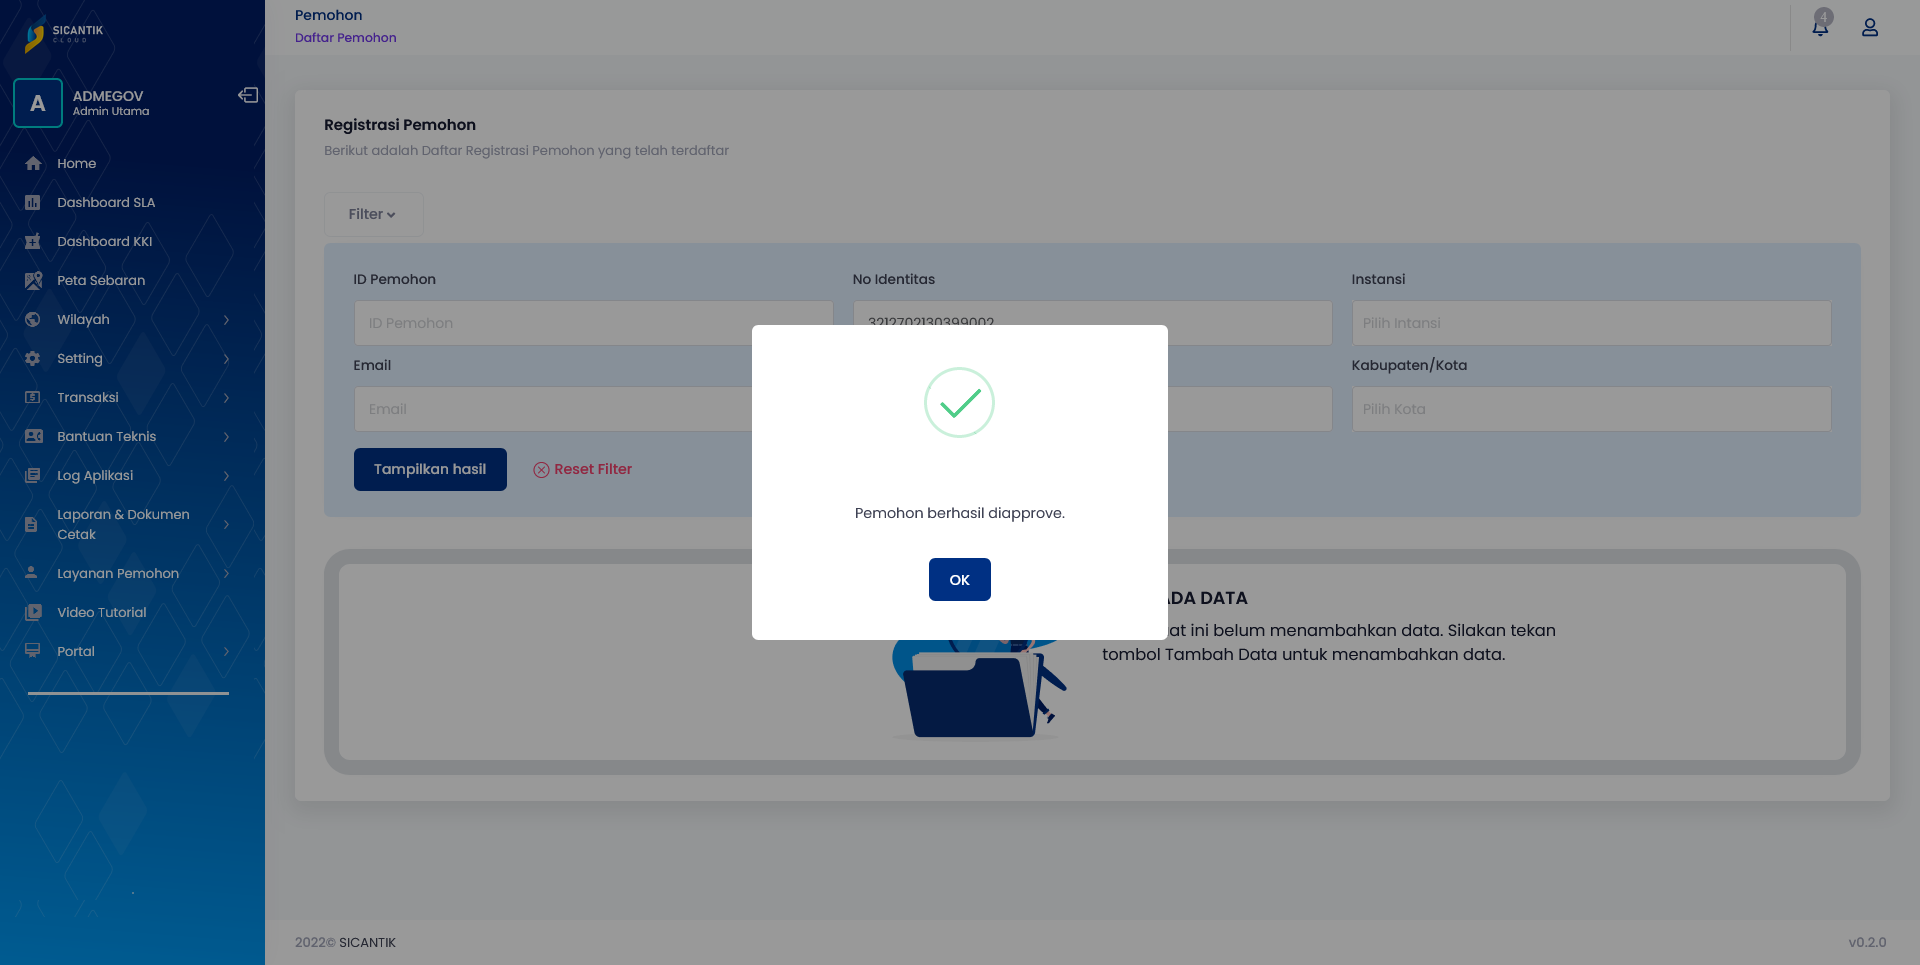 SICANTIK
CLOUD
A
ADMEGOV
Admin Utama
Home
Dashboard SLA
Dashboard KKI
Peta Sebaran
Wilayah
Setting
Transaksi
Bantuan Teknis
Log Aplikasi
Laporan & Dokumen
Cetak
Layanan Pemohon
Video Tutorial
Portal
Pemohon
Daftar Pemohon
4
Registrasi Pemohon
Berikut adalah Daftar Registrasi Pemohon yang telah terdaftar
Filter
ID Pemohon
No Identitas
Instansi
ID Pemohon
3212702130399002
Pilih Intansi
Email
Kabupaten/Kota
Email
Pilih Kota
Tampilkan hasil
Reset Filter
Pemohon berhasil diapprove.
OK
ADA DATA
at ini belum menambahkan data. Silakan tekan
tombol Tambah Data untuk menambahkan data.
2022© SICANTIK
v0.2.0